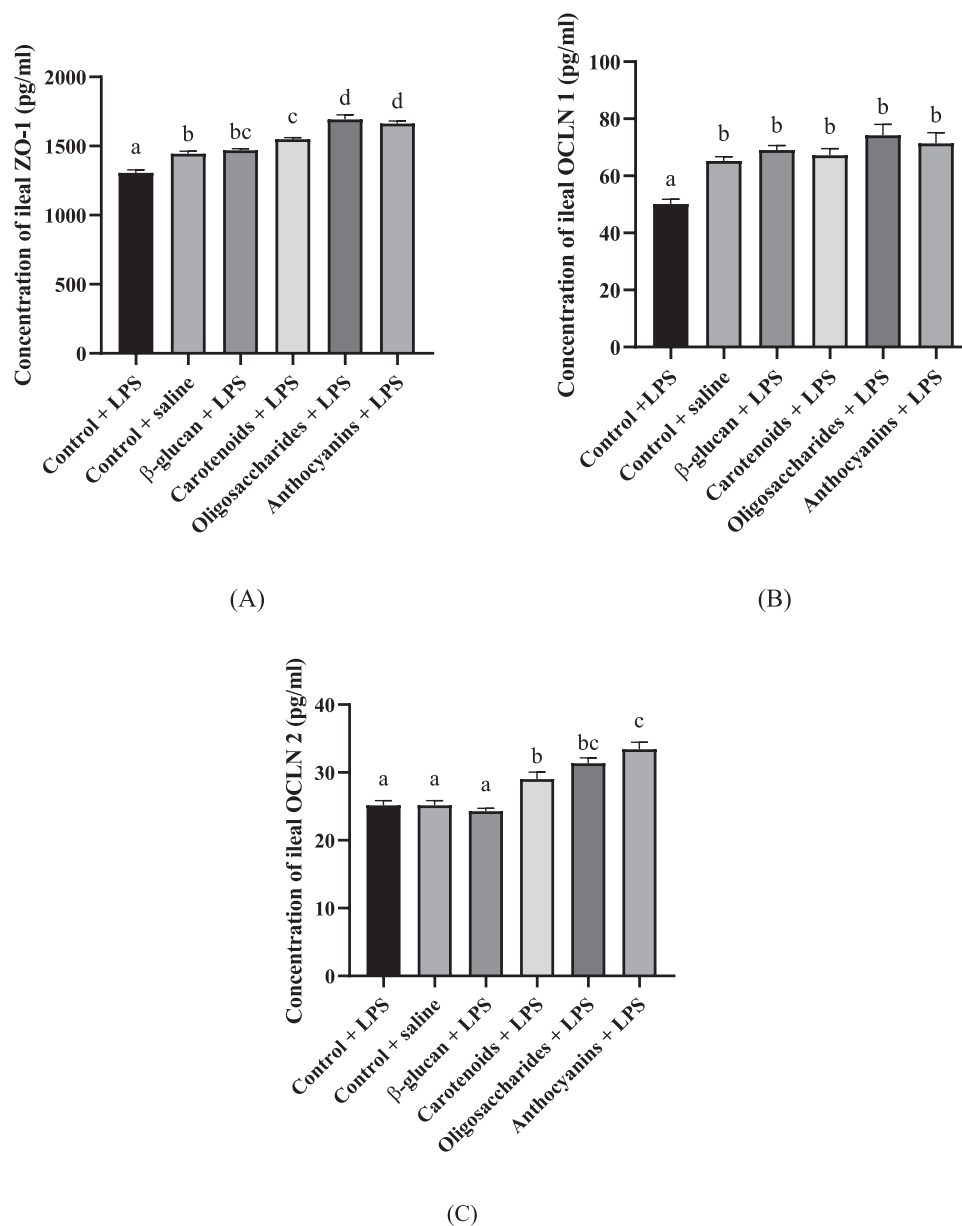 Concentration of ileal ZO-1 (pg/ml)
2000
1500
1000
500
0
a
b
bc
c
d
d
Control + LPS
Control + saline
β-glucan + LPS
Carotenoids + LPS
Oligosaccharides + LPS
Anthocyanins + LPS
(A)
Concentration of ileal OCLN 1 (pg/ml)
100
80
60
40
20
0
a
b
b
b
b
b
Control +LPS
Control + saline
β-glucan + LPS
Carotenoids + LPS
Oligosaccharides + LPS
Anthocyanins + LPS
(B)
Concentration of ileal OCLN 2 (pg/ml)
40
30
20
10
0
a
a
a
b
bc
c
Control + LPS
Control + saline
β-glucan + LPS
Carotenoids + LPS
Oligosaccharides + LPS
Anthocyanins + LPS
(C)